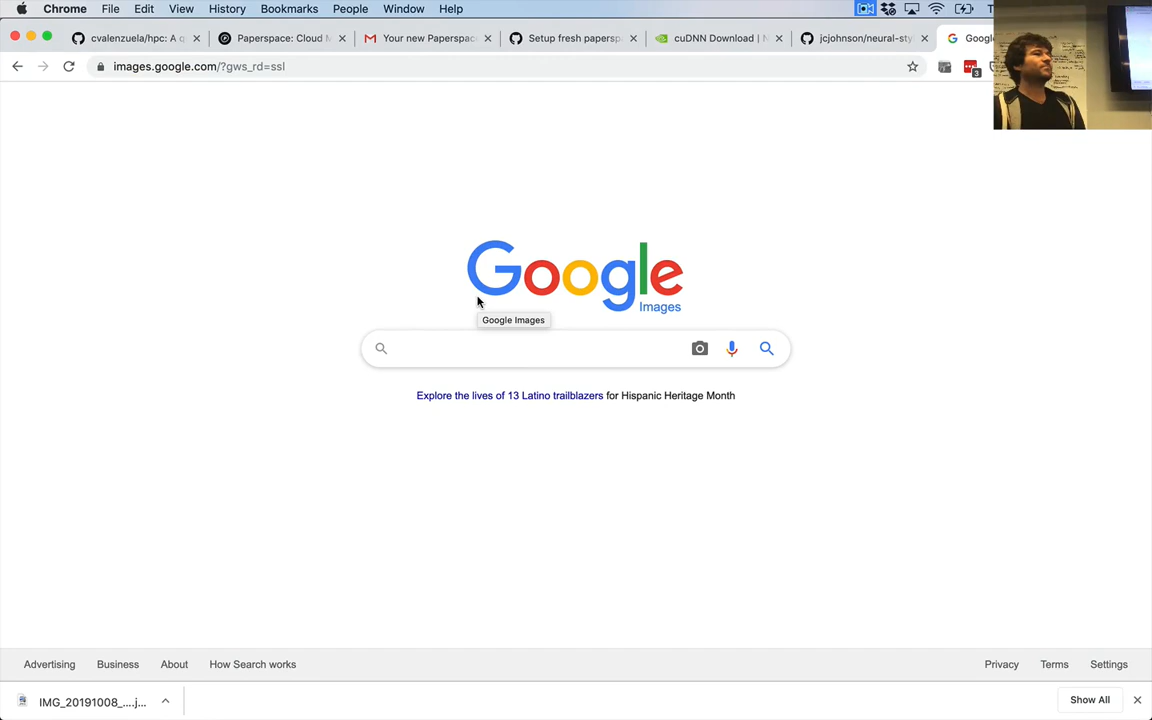 Chrome File Edit View History Bookmarks People Window Help
cvalenzuela/hpc: A q Paperspace: Cloud M Your new Paperspac Setup fresh papersp cuDNN Download | N jcjohnson/neural-sty Google
images.google.com/?gws_rd=ssl
3
Google
Images
Google Images
Explore the lives of 13 Latino trailblazers for Hispanic Heritage Month
Advertising Business About How Search works Privacy Terms Settings
IMG_20191008_....j... Show All